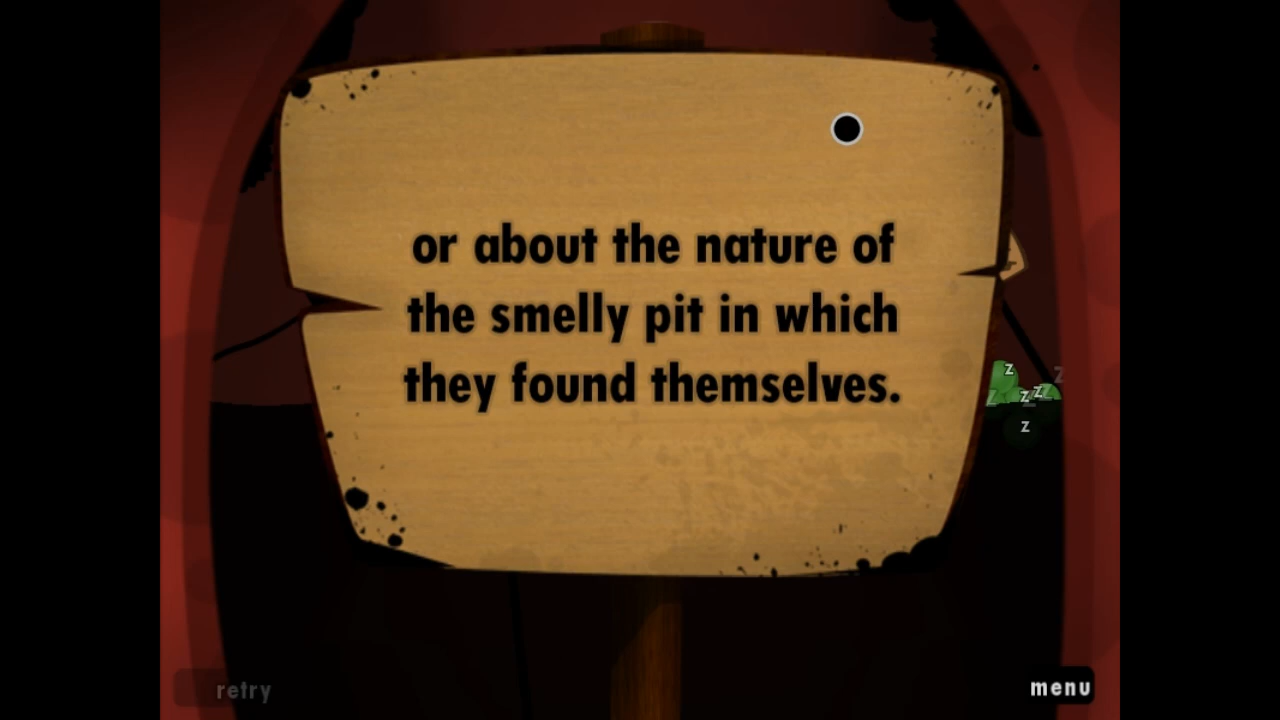 or about the nature of
the smelly pit in which
they found themselves.
z
z
z
z
z
z
z
retry
menu